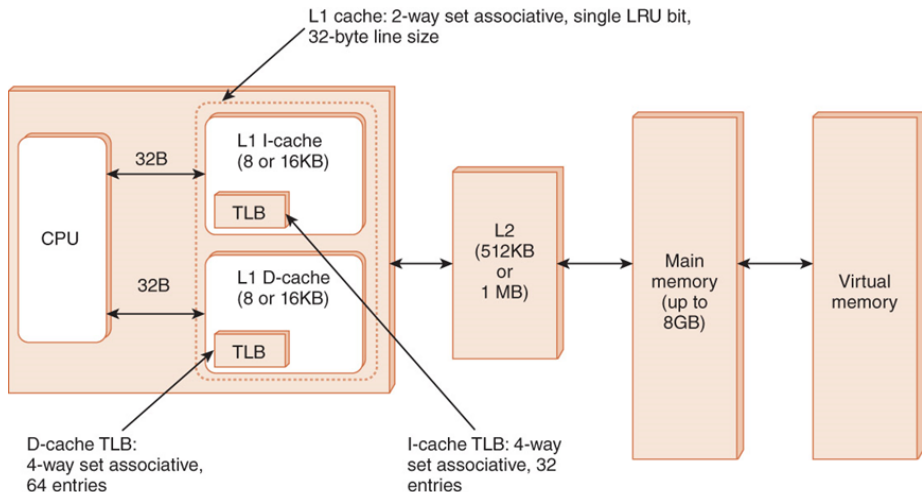 L1 cache: 2-way set associative, single LRU bit,
32-byte line size
CPU
32B
32B
L1 I-cache
(8 or 16KB)
TLB
L1 D-cache
(8 or 16KB)
TLB
L2
(512KB
or
1 MB)
Main
memory
(up to
8GB)
Virtual
memory
D-cache TLB:
4-way set associative,
64 entries
I-cache TLB: 4-way
set associative, 32
entries